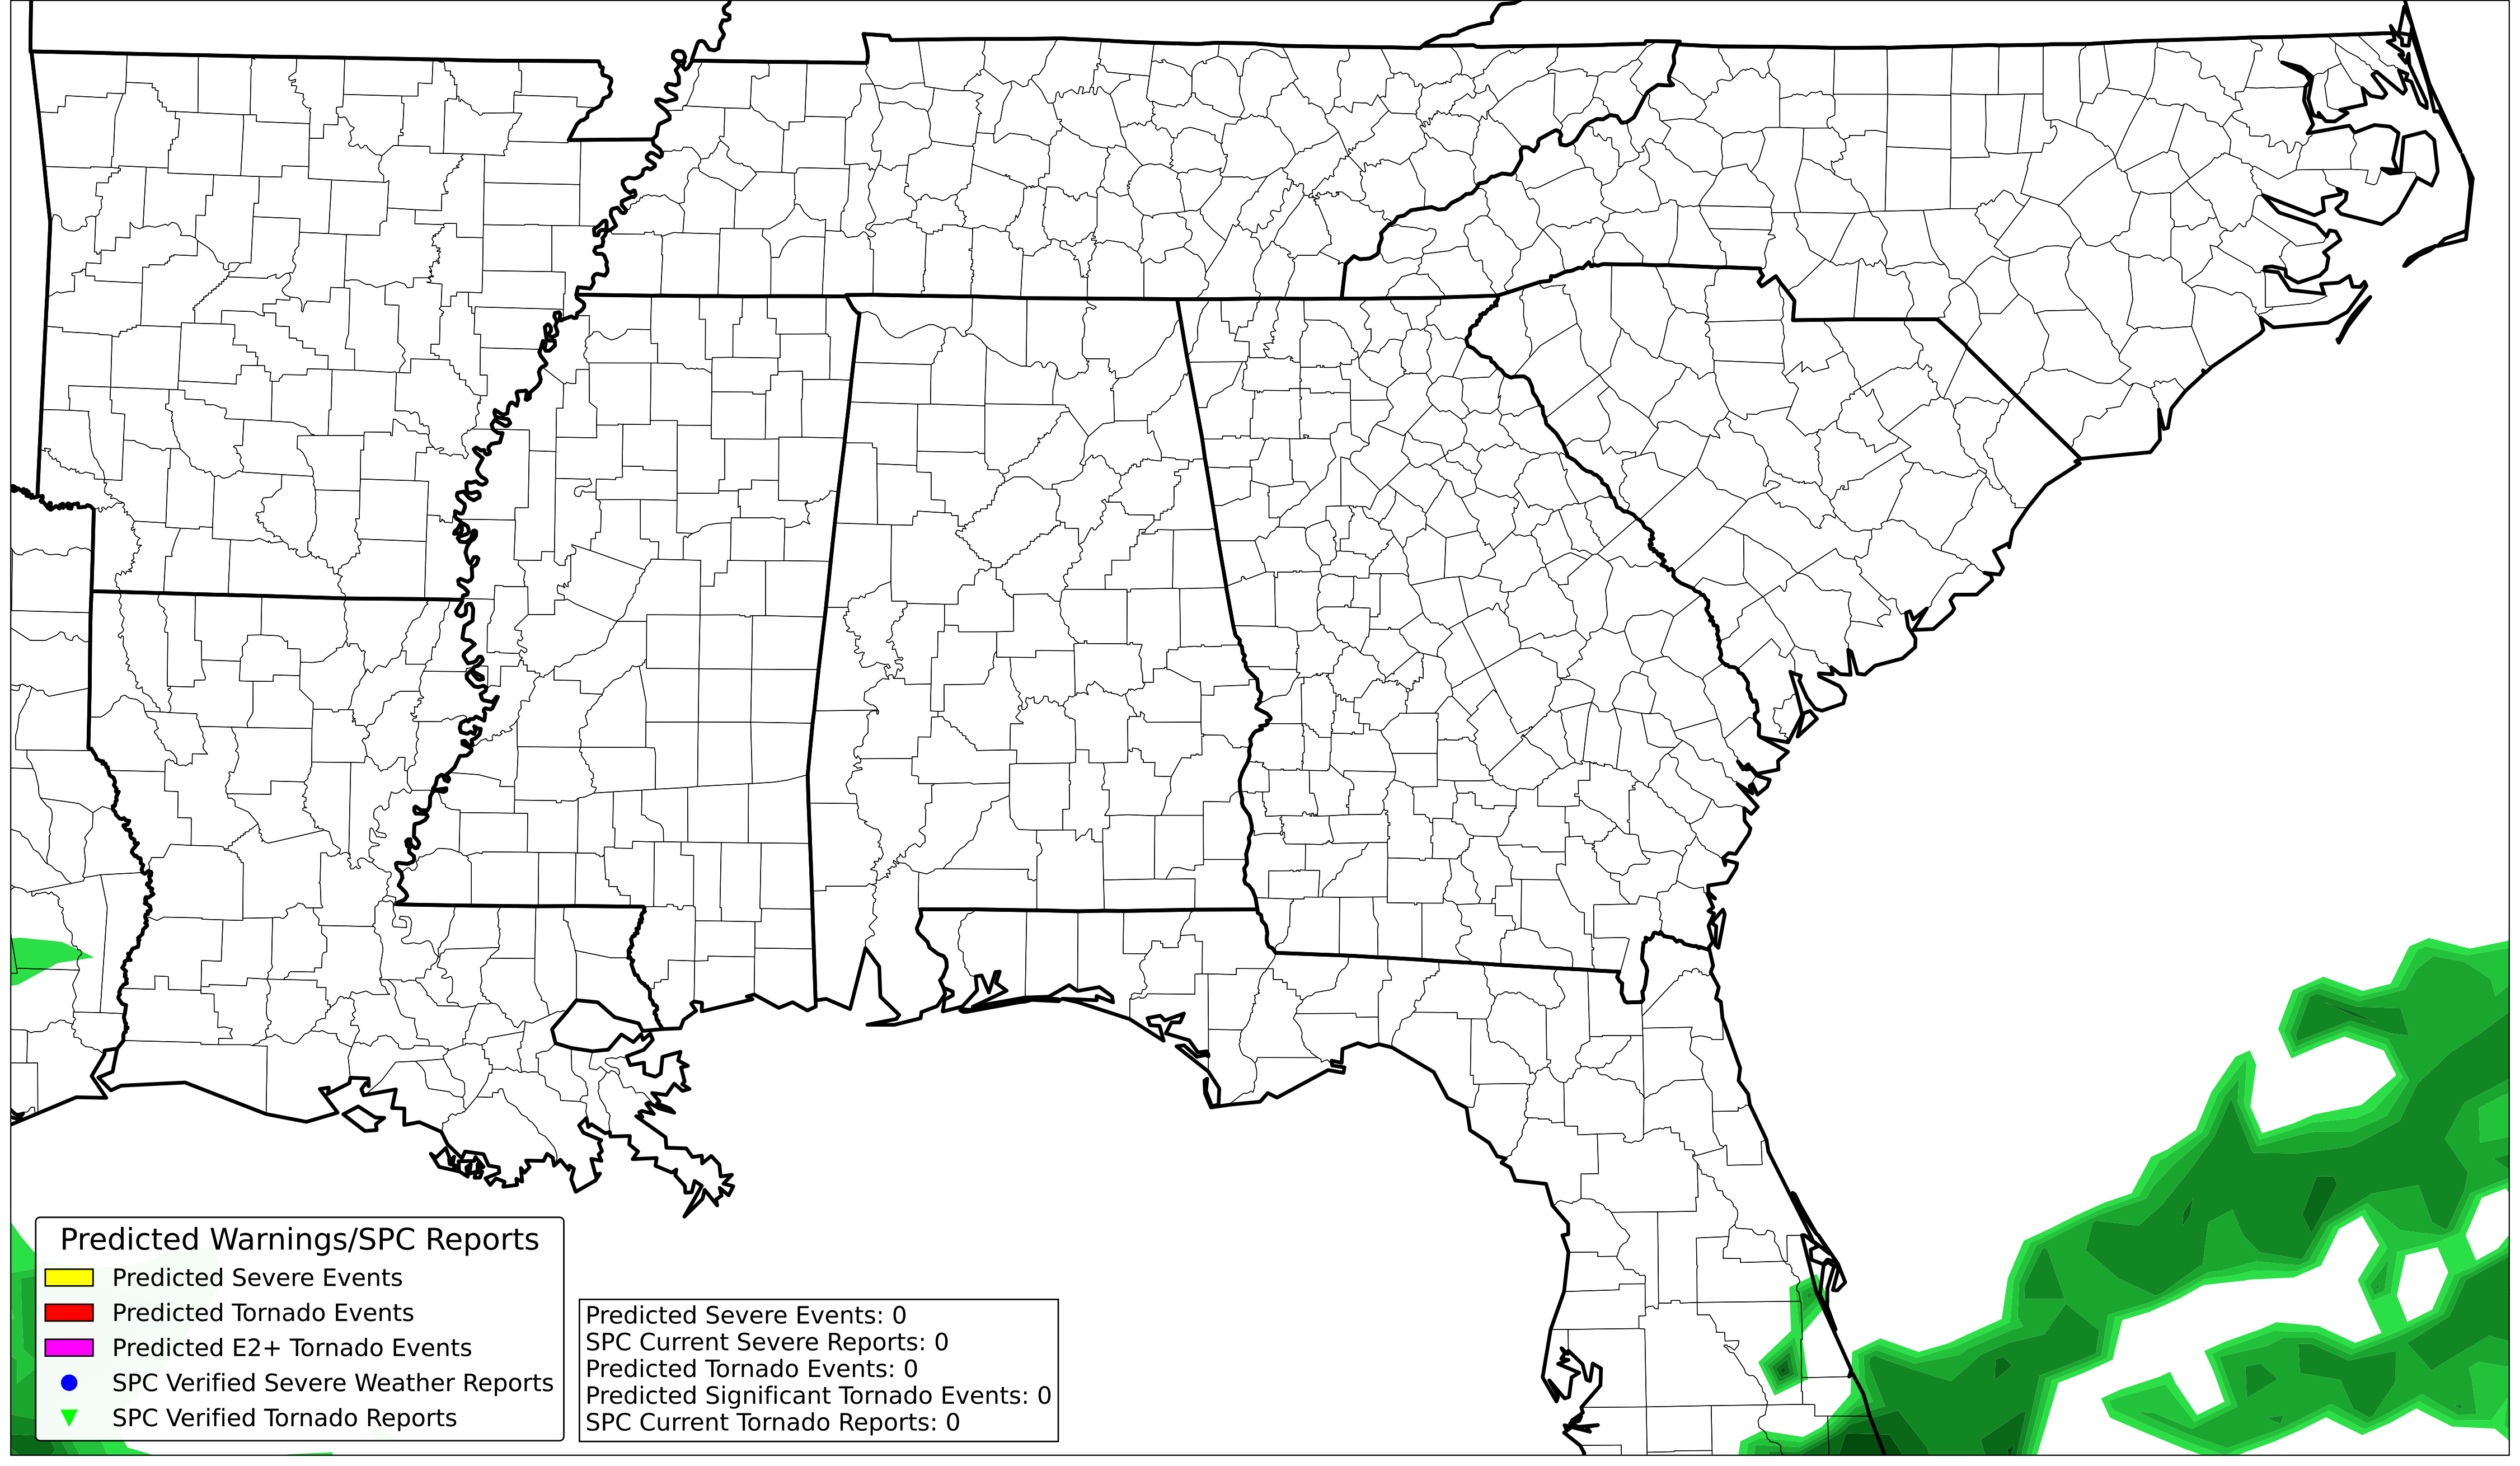 Predicted Warnings/SPC Reports
Predicted Severe Events
Predicted Tornado Events
Predicted E2+ Tornado Events
SPC Verified Severe Weather Reports
SPC Verified Tornado Reports
Predicted Severe Events: 0
SPC Current Severe Reports: 0
Predicted Tornado Events: 0
Predicted Significant Tornado Events: 0
SPC Current Tornado Reports: 0